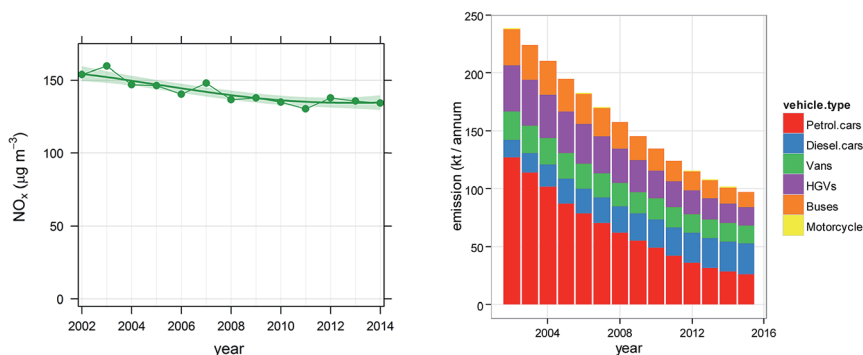 NOx (μg m−3)
150
100
50
0
2002 2004 2006 2008 2010 2012 2014
year
emission (kt / annum)
250
200
150
100
50
0
2004 2008 2012 2016
year
vehicle.type
Petrol.cars
Diesel.cars
Vans
HGVs
Buses
Motorcycle